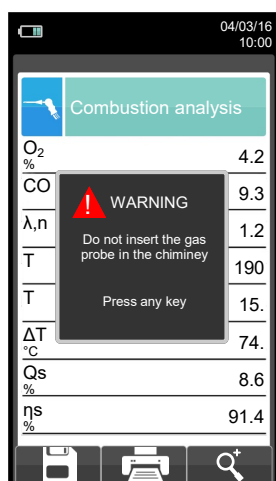 04/03/16
10:00
Combustion analysis
O2
%
4.2
CO
9.3
λ,n
1.2
T
190
T
15.
ΔT
°C
74.
Qs
%
8.6
ηs
%
91.4
WARNING
Do not insert the gas
probe in the chiminey
Press any key